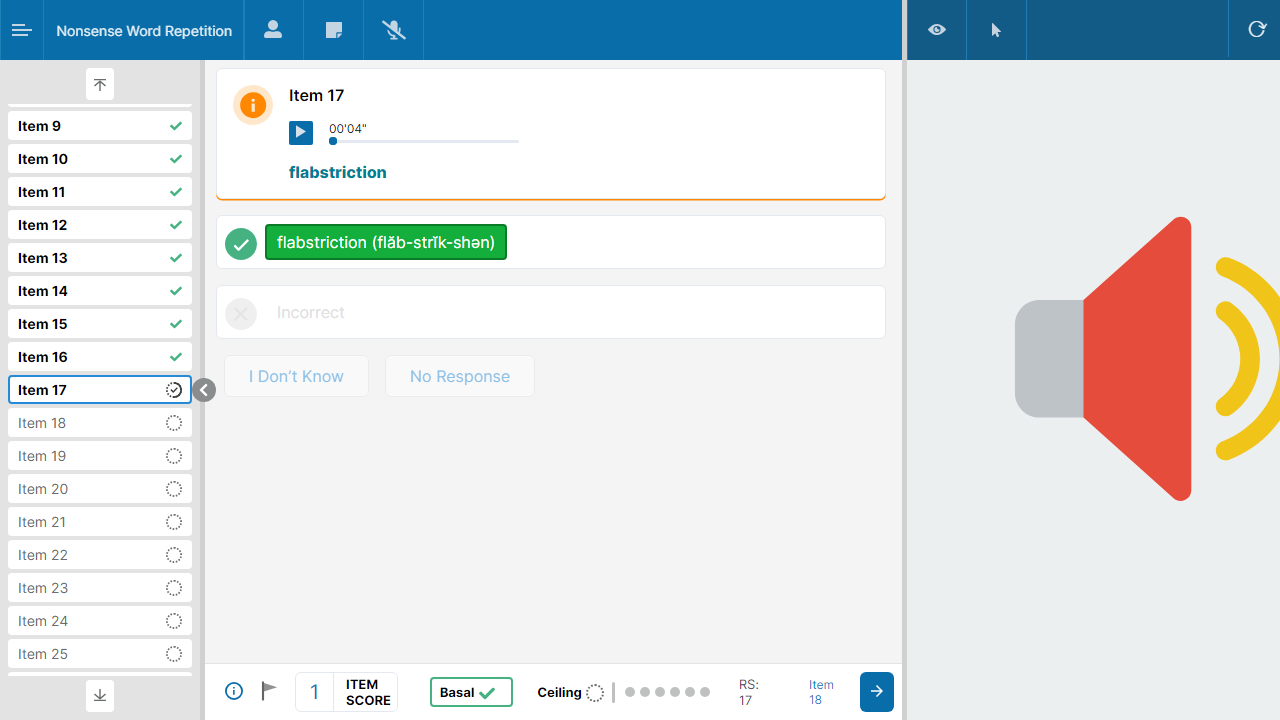 Nonsense Word Repetition
Item 9
Item 10
Item 11
Item 12
Item 13
Item 14
Item 15
Item 16
Item 17
Item 18
Item 19
Item 20
Item 21
Item 22
Item 23
Item 24
Item 25
Item 17
00'04"
flabstriction
flabstriction (flăb-strĭk-shən)
Incorrect
I Don't Know
No Response
1
ITEM
SCORE
Basal
Ceiling
RS:
17
Item
18